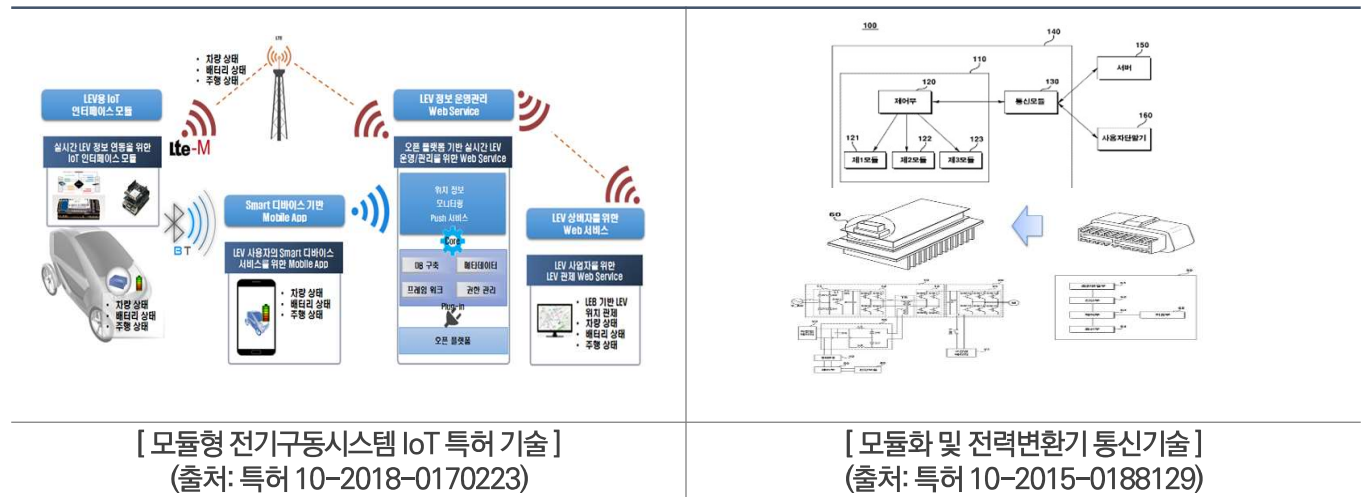 LTE
• 차량 상태
• 배터리 상태
• 주행 상태
LEV용 IoT
인터페이스 모듈
Lte-M
실시간 LEV 정보 연동을 위한
IoT 인터페이스 모듈
BT
• 차량 상태
• 배터리 상태
• 주행 상태
Smart 디바이스 기반
Mobile App
LEV 사용자의 Smart 디바이스
서비스를 위한 Mobile App
• 차량 상태
• 배터리 상태
• 주행 상태
LEV 정보 운영관리
Web Service
오픈 플랫폼 기반 실시간 LEV
운영/관리를 위한 Web Service
위치 정보
모니터링
Push 서비스
Core
DB 구축
메타데이터
프레임 워크
권한 관리
Plug-in
오픈 플랫폼
LEV 상비자를 위한
Web 서비스
LEV 사업자를 위한
LEV 관제 Web Service
• LEB 기반 LEV
위치 관제
• 차량 상태
• 배터리 상태
• 주행 상태
[ 모듈형 전기구동시스템 IoT 특허 기술 ]
(출처: 특허 10-2018-0170223)
100
140
110
120
제어부
130
통신모듈
150
서버
160
사용자단말기
121
제1모듈
122
제2모듈
123
제3모듈
60
[ 모듈화 및 전력변환기 통신기술 ]
(출처: 특허 10-2015-0188129)